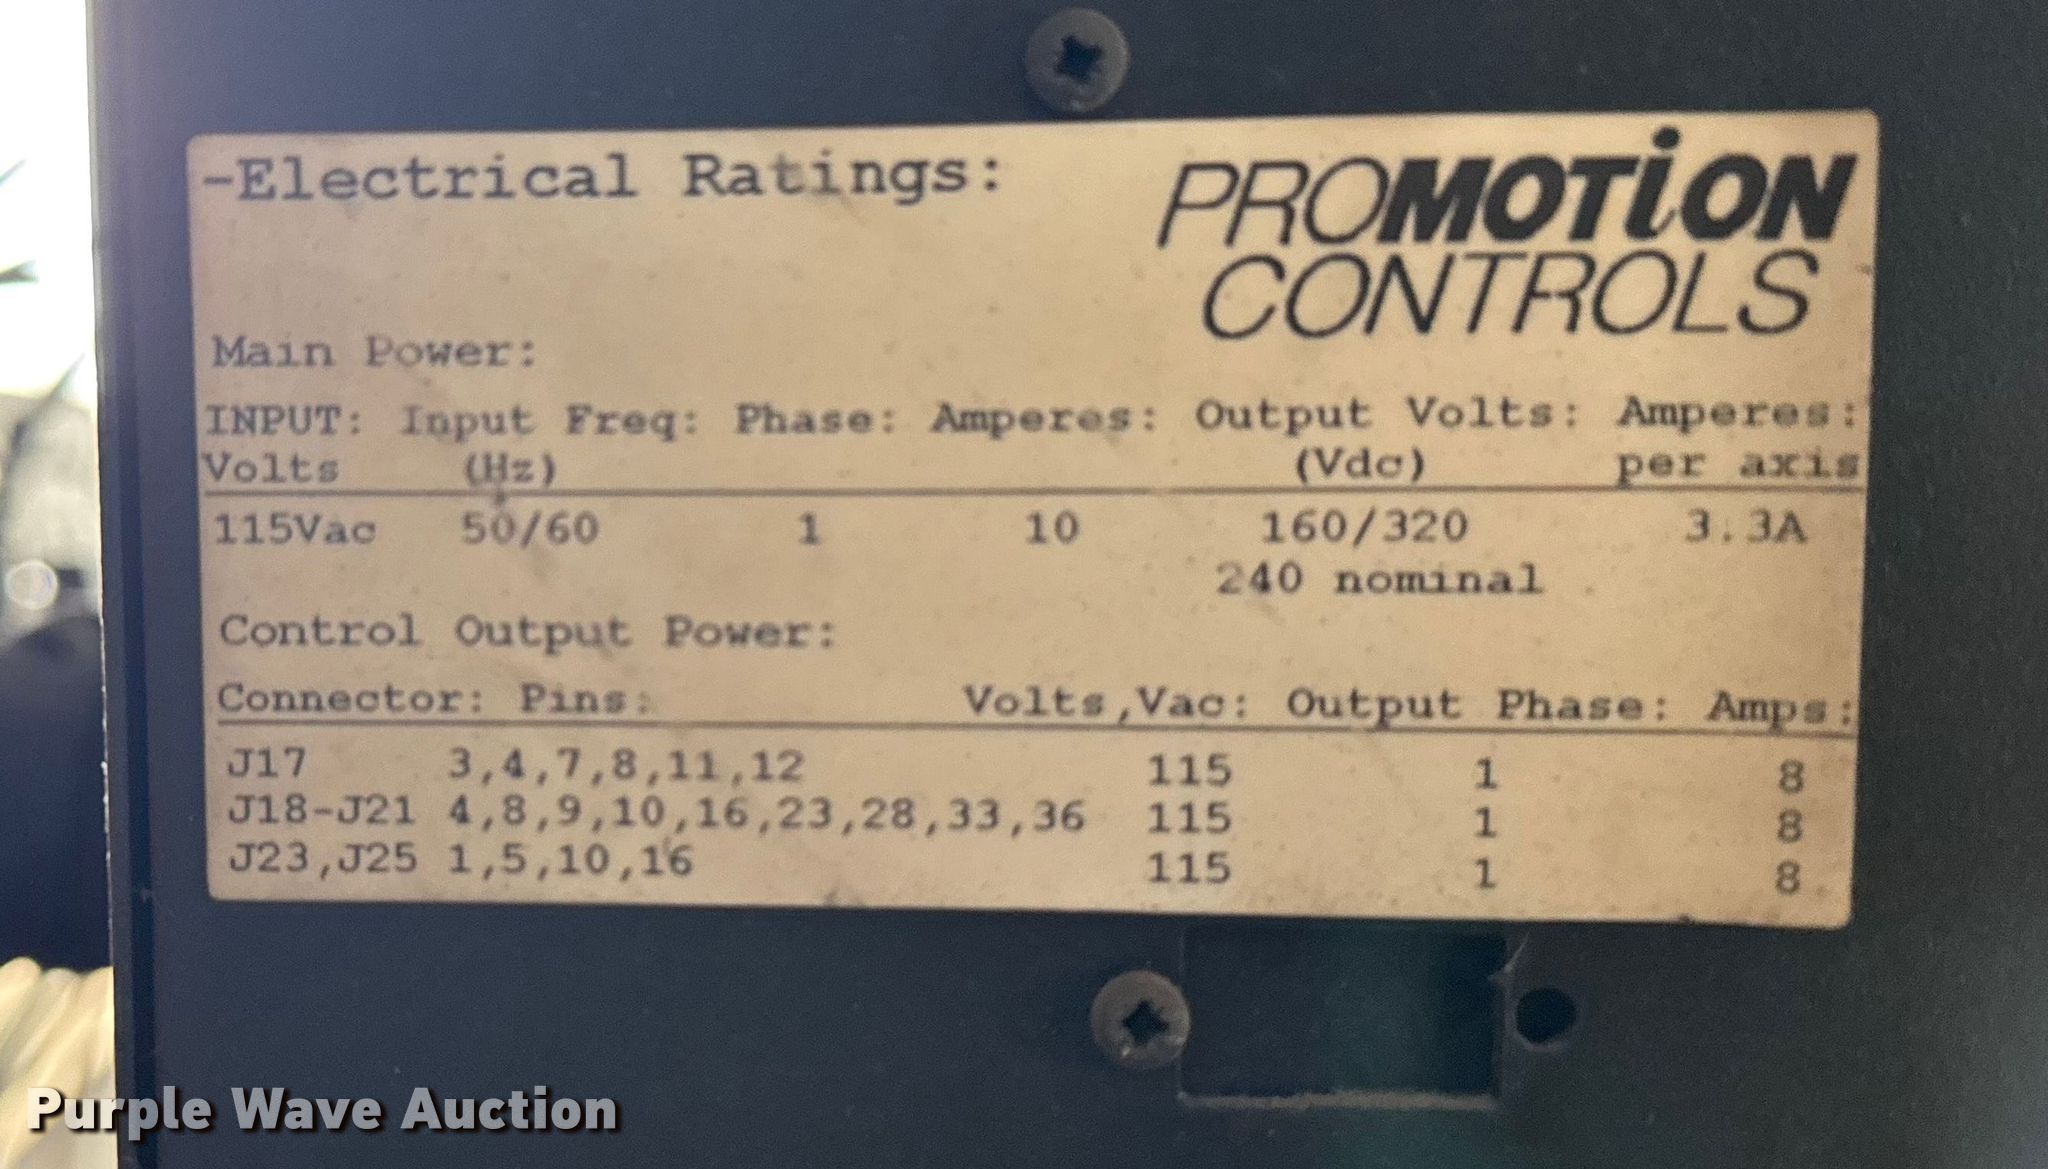 -Electrical Ratings:
PROMOTiON
CONTROLS
Main Power:
INPUT: Input Freq: Phase: Amperes: Output Volts: Amperes:
Volts (Hz) (Vdc) per axis
115Vac 50/60 1 10 160/320 3.3A
240 nominal
Control Output Power:
Connector: Pins: Volts,Vac: Output Phase: Amps:
J17 3,4,7,8,11,12 115 1 8
J18-J21 4,8,9,10,16,23,28,33,36 115 1 8
J23,J25 1,5,10,16 115 1 8
Purple Wave Auction